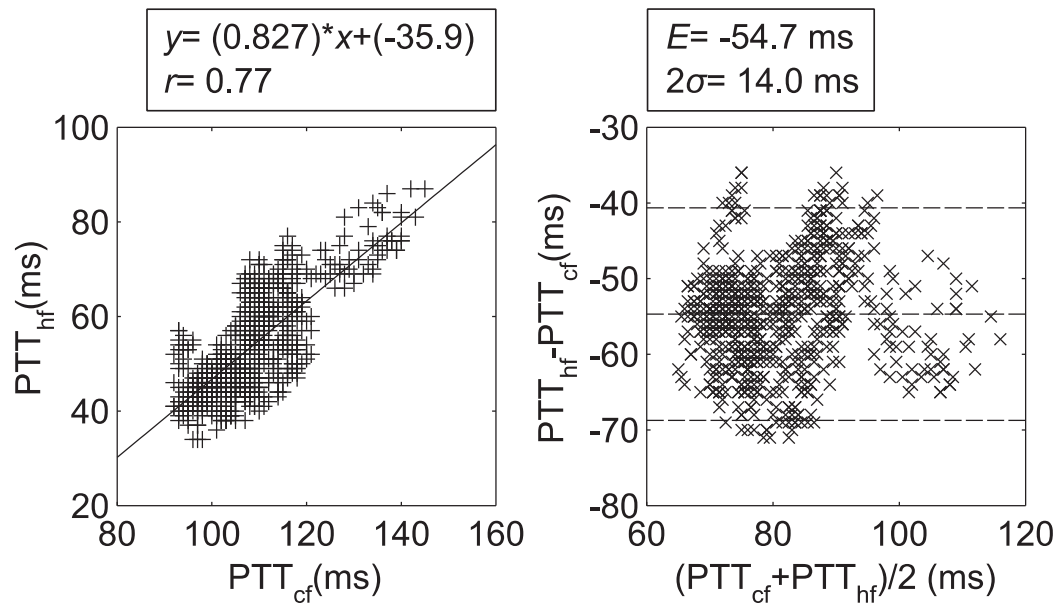 y= (0.827)*x+(-35.9)
r= 0.77
E= -54.7 ms
2σ= 14.0 ms
100
80
60
40
20
PTT_hf(ms)
80 100 120 140 160
PTT_cf(ms)
-30
-40
-50
-60
-70
-80
PTT_hf-PTT_cf(ms)
60 80 100 120
(PTT_cf+PTT_hf)/2 (ms)